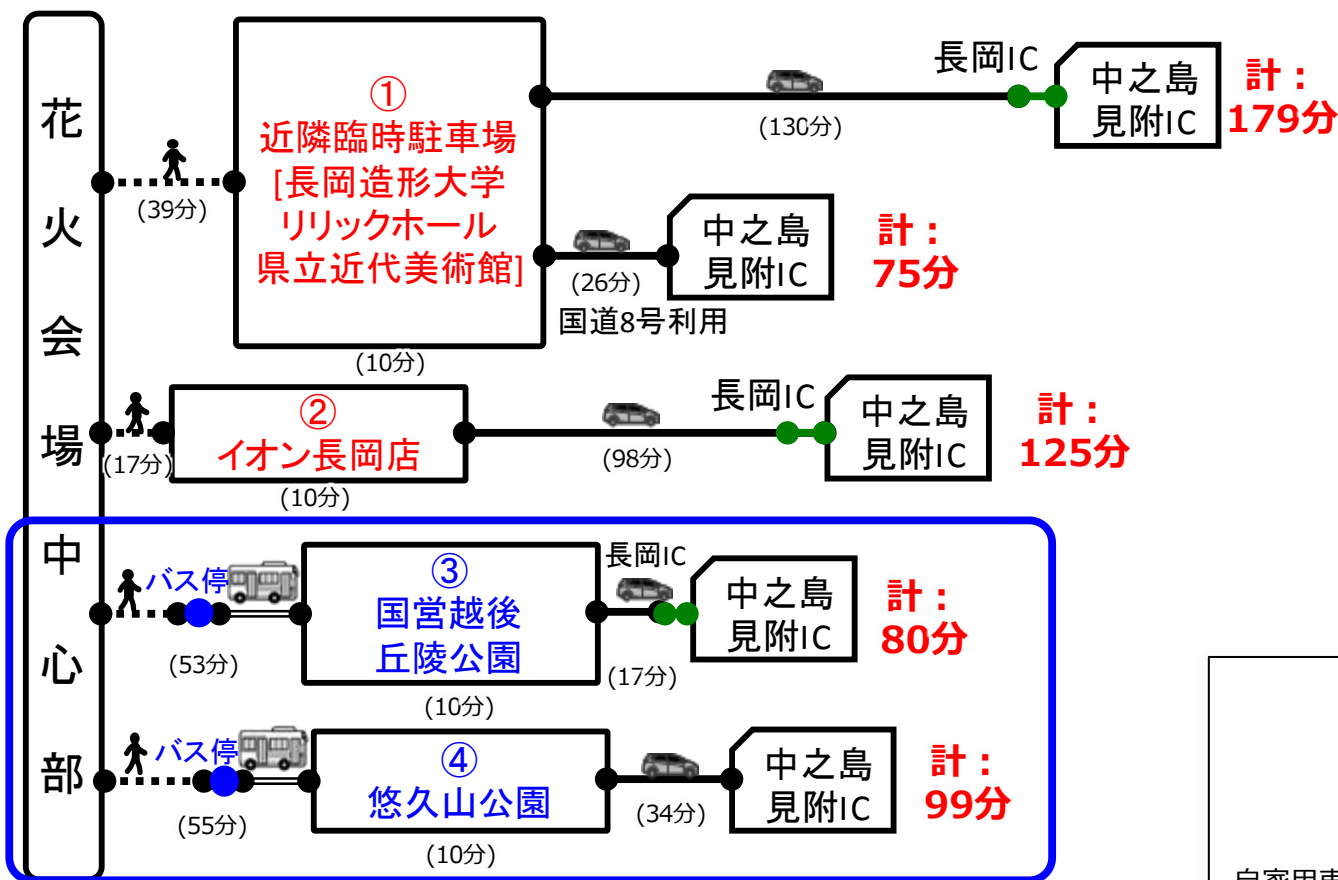 花火会場中心部
(39分)
①
近隣臨時駐車場
[長岡造形大学
リリックホール
県立近代美術館]
(10分)
(130分)
長岡IC
中之島
見附IC
計：
179分
(26分)
国道8号利用
中之島
見附IC
計：
75分
(17分)
②
イオン長岡店
(10分)
(98分)
長岡IC
中之島
見附IC
計：
125分
バス停
(53分)
③
国営越後
丘陵公園
(10分)
長岡IC
(17分)
中之島
見附IC
計：
80分
バス停
(55分)
④
悠久山公園
(10分)
(34分)
中之島
見附IC
計：
99分